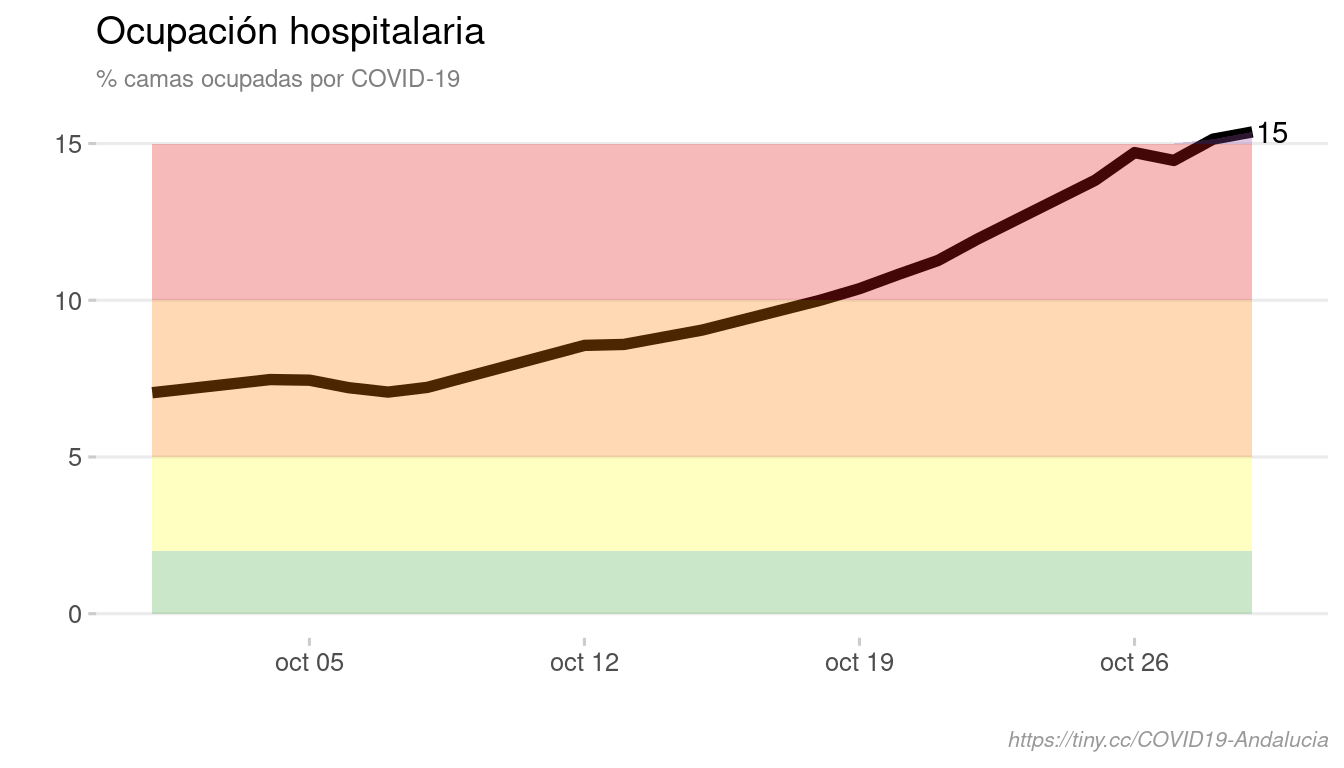 Ocupación hospitalaria
% camas ocupadas por COVID-19
15
15
10
5
0
oct 05
oct 12
oct 19
oct 26
https://tiny.cc/COVID19-Andalucia